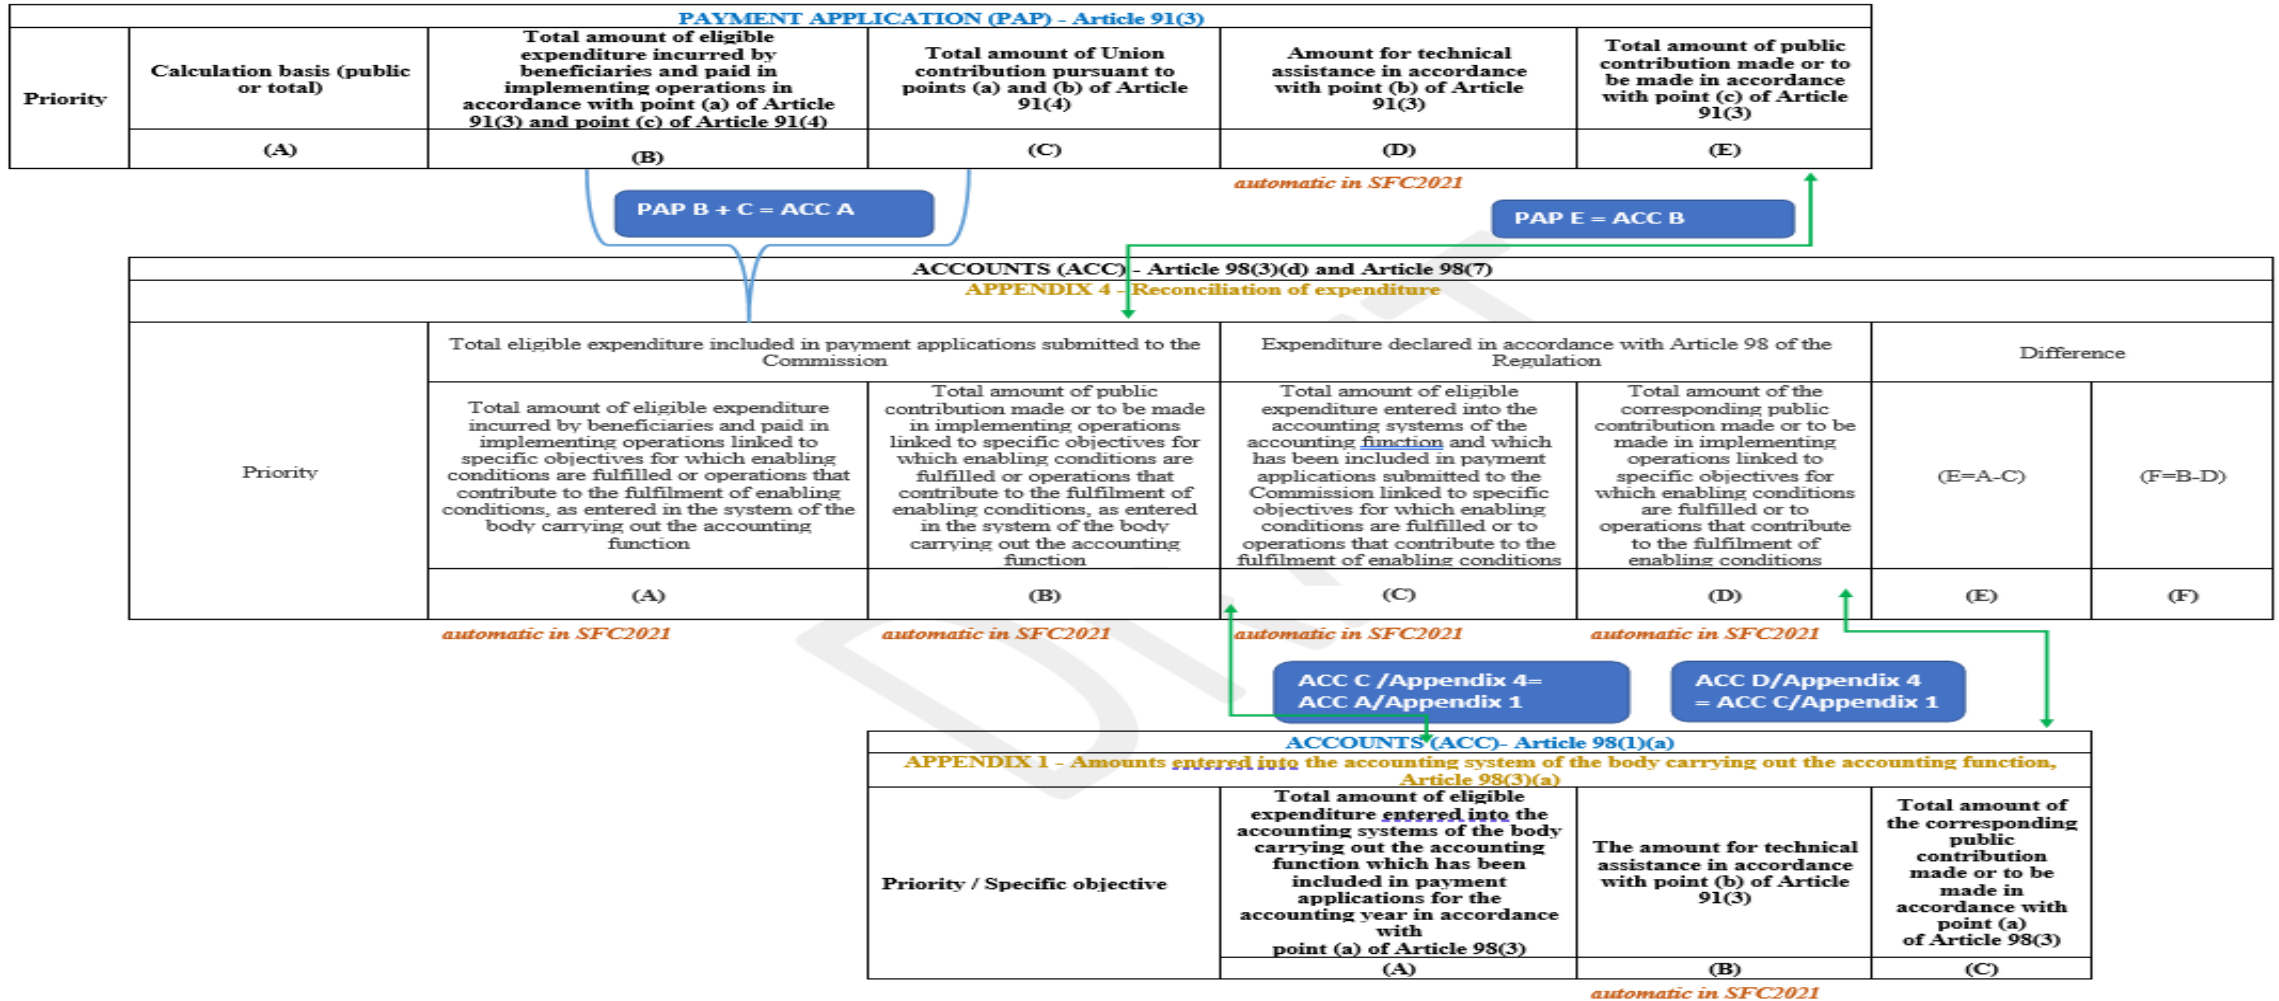 PAYMENT APPLICATION (PAP) - Article 91(3)
Priority
Calculation basis (public
or total)
Total amount of eligible
expenditure incurred by
beneficiaries and paid in
implementing operations in
accordance with point (a) of Article
91(3) and point (c) of Article 91(4)
Total amount of Union
contribution pursuant to
points (a) and (b) of Article
91(4)
Amount for technical
assistance in accordance
with point (b) of Article
91(3)
Total amount of public
contribution made or to
be made in accordance
with point (c) of Article
91(3)
(A)
(B)
(C)
(D)
(E)
automatic in SFC2021
PAP B + C = ACC A
PAP E = ACC B
ACCOUNTS (ACC) - Article 98(3)(d) and Article 98(7)
APPENDIX 4 - Reconciliation of expenditure
Priority
Total eligible expenditure included in payment applications submitted to the
Commission
Expenditure declared in accordance with Article 98 of the
Regulation
Difference
Total amount of eligible expenditure
incurred by beneficiaries and paid in
implementing operations linked to
specific objectives for which enabling
conditions are fulfilled or operations that
contribute to the fulfilment of enabling
conditions, as entered in the system of the
body carrying out the accounting
function
Total amount of public
contribution made or to be made
in implementing operations
linked to specific objectives for
which enabling conditions are
fulfilled or operations that
contribute to the fulfilment of
enabling conditions, as entered
in the system of the body
carrying out the accounting
function
Total amount of eligible
expenditure entered into the
accounting systems of the
accounting function and which
has been included in payment
applications submitted to the
Commission linked to specific
objectives for which enabling
conditions are fulfilled or to
operations that contribute to the
fulfilment of enabling conditions
Total amount of the
corresponding public
contribution made or to be
made in implementing
operations linked to
specific objectives for
which enabling conditions
are fulfilled or to
operations that contribute
to the fulfilment of
enabling conditions
(E=A-C)
(F=B-D)
(A)
(B)
(C)
(D)
(E)
(F)
automatic in SFC2021
automatic in SFC2021
automatic in SFC2021
automatic in SFC2021
ACC C /Appendix 4=
ACC A/Appendix 1
ACC D/Appendix 4
= ACC C/Appendix 1
ACCOUNTS (ACC)- Article 98(1)(a)
APPENDIX 1 - Amounts entered into the accounting system of the body carrying out the accounting function,
Article 98(3)(a)
Priority / Specific objective
Total amount of eligible
expenditure entered into the
accounting systems of the body
carrying out the accounting
function which has been
included in payment
applications for the
accounting year in accordance
with
point (a) of Article 98(3)
The amount for technical
assistance in accordance
with point (b) of Article
91(3)
Total amount of
the corresponding
public
contribution
made or to be
made in
accordance with
point (a)
of Article 98(3)
(A)
(B)
(C)
automatic in SFC2021